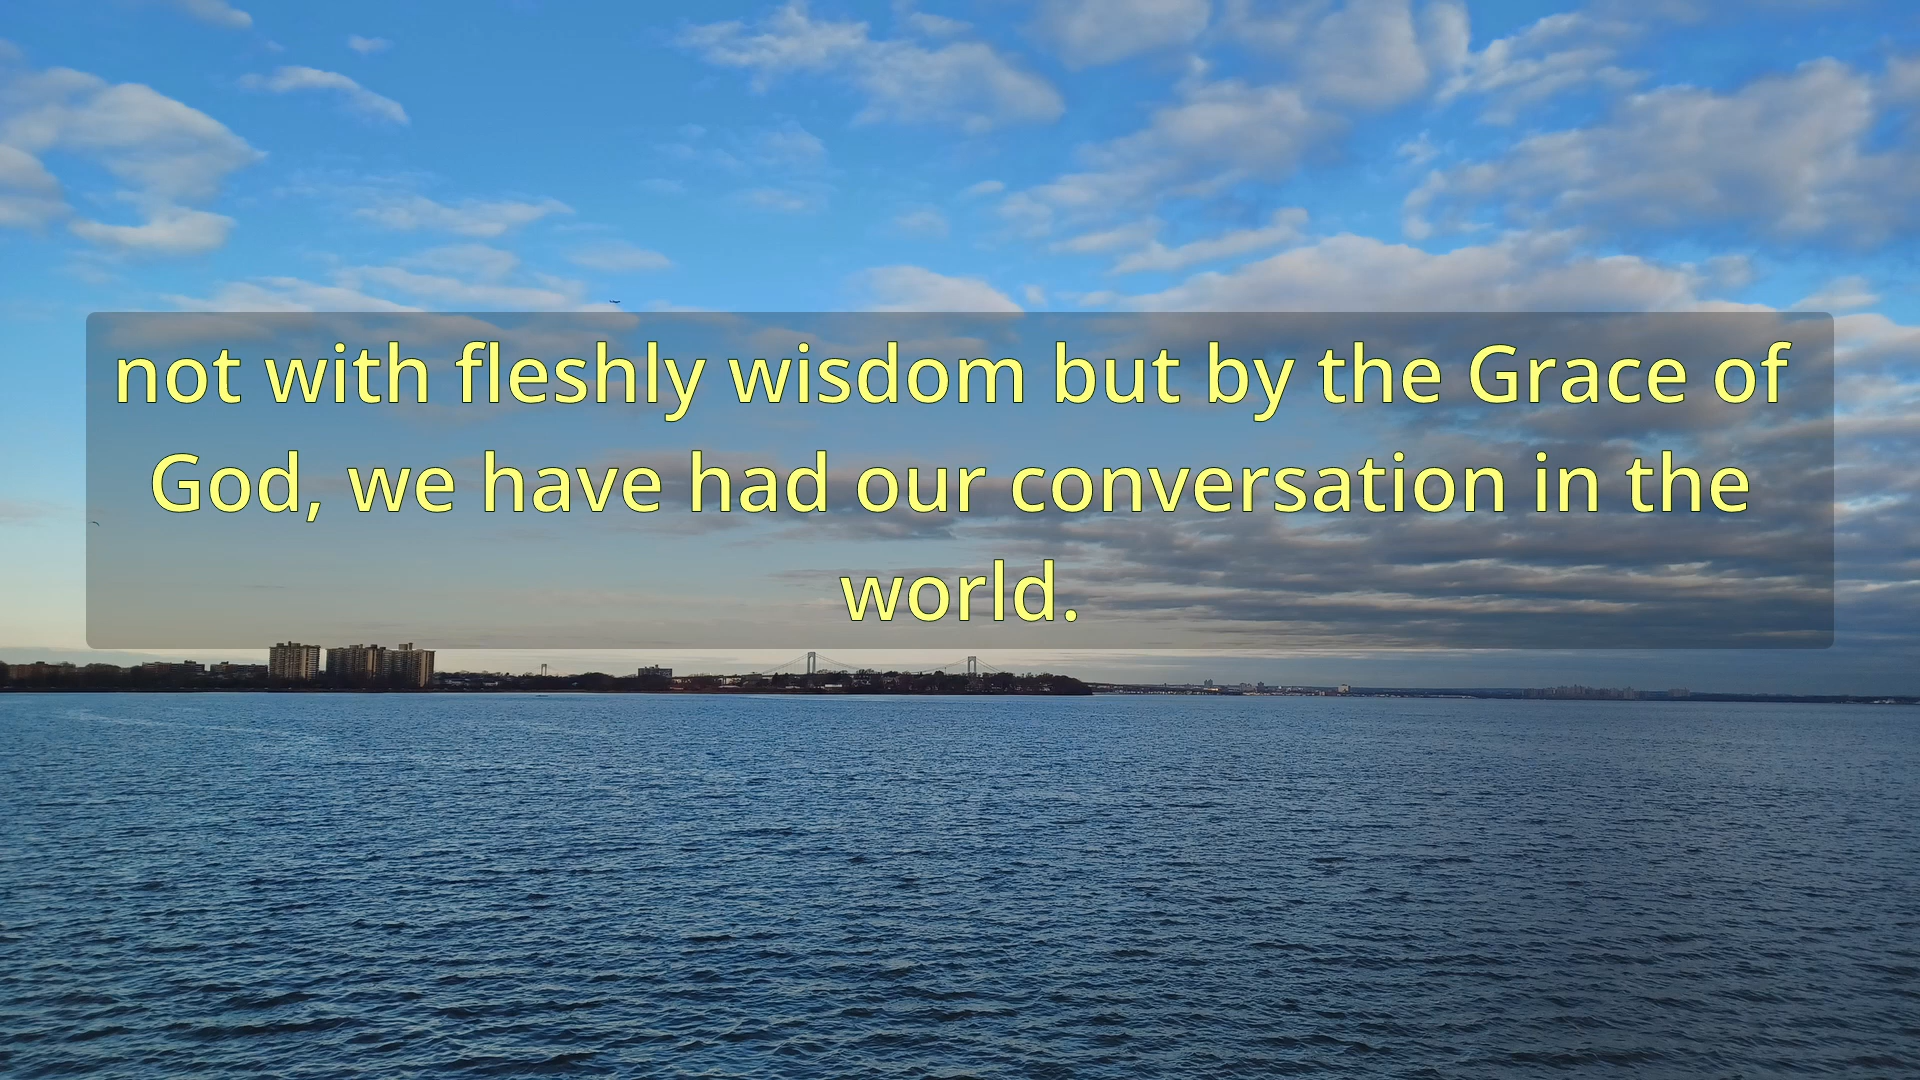 not with fleshly wisdom but by the Grace of
God, we have had our conversation in the
world.